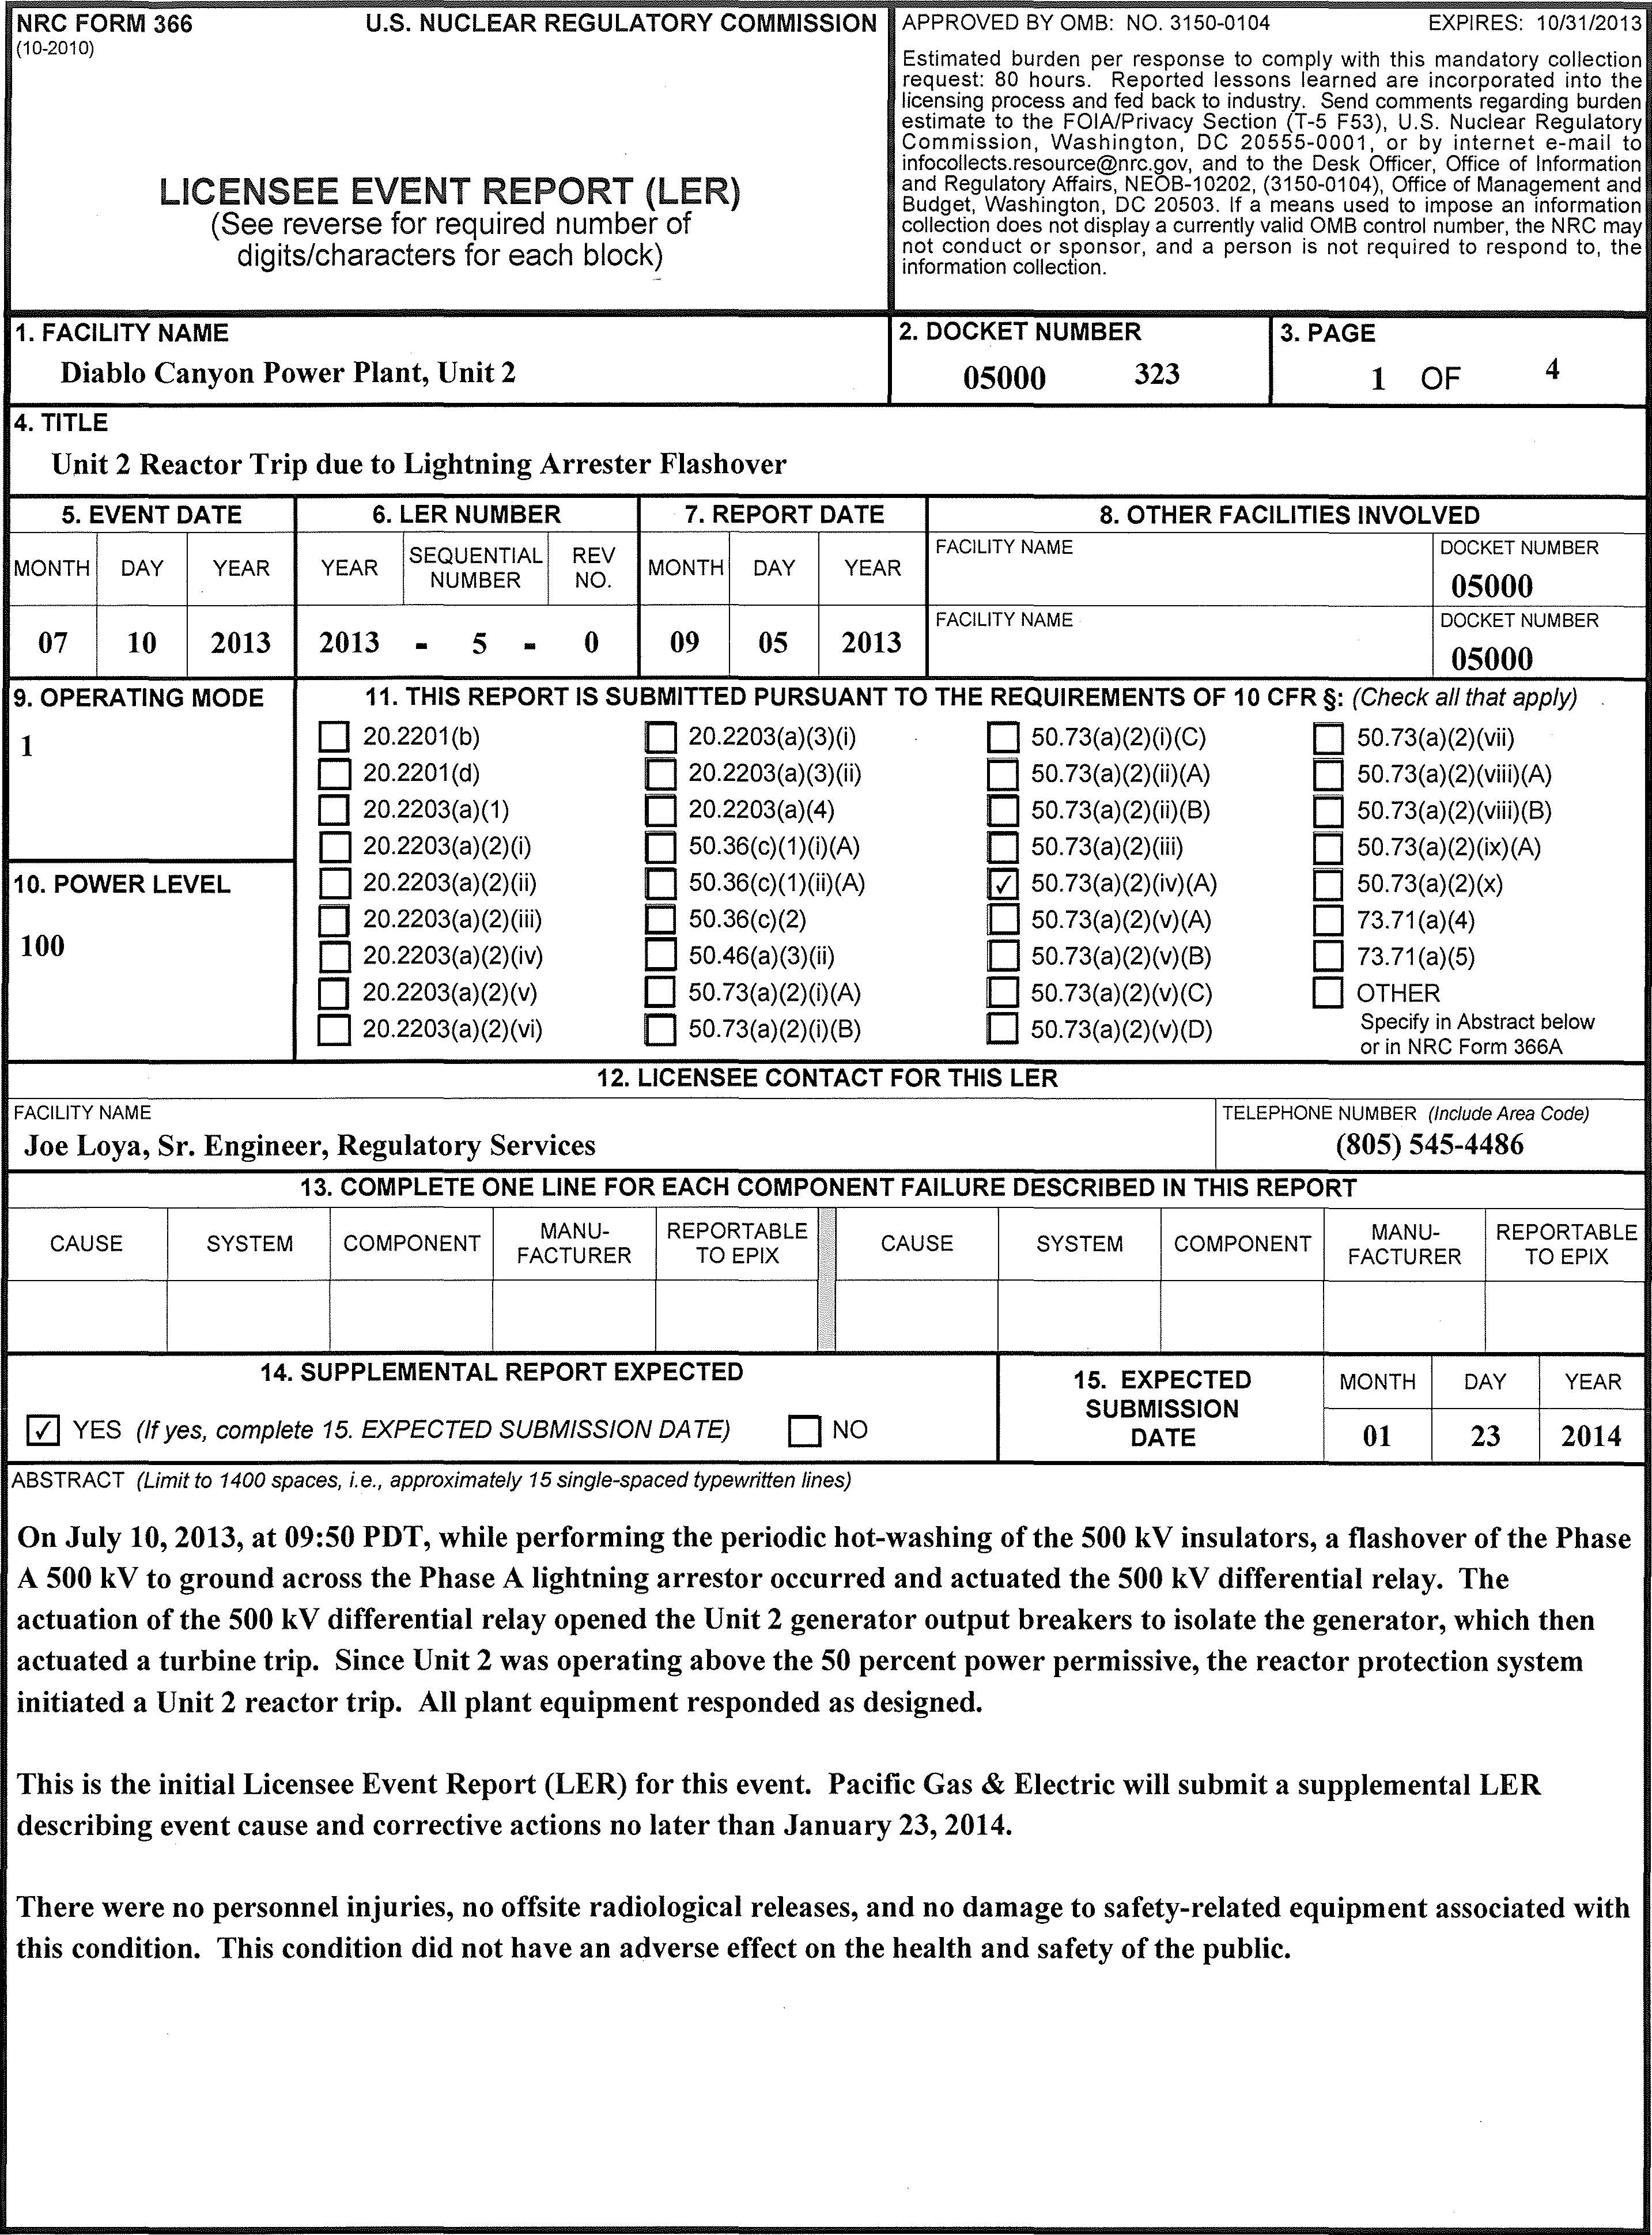 NRC FORM 366
(10-2010)
U.S. NUCLEAR REGULATORY COMMISSION
LICENSEE EVENT REPORT (LER)
(See reverse for required number of
digits/characters for each block)
APPROVED BY OMB: NO. 3150-0104 EXPIRES: 10/31/2013
Estimated burden per response to comply with this mandatory collection
request: 80 hours. Reported lessons learned are incorporated into the
licensing process and fed back to industry. Send comments regarding burden
estimate to the FOIA/Privacy Section (T-5 F53), U.S. Nuclear Regulatory
Commission, Washington, DC 20555-0001, or by internet e-mail to
infocollects.resource@nrc.gov, and to the Desk Officer, Office of Information
and Regulatory Affairs, NEOB-10202, (3150-0104), Office of Management and
Budget, Washington, DC 20503. If a means used to impose an information
collection does not display a currently valid OMB control number, the NRC may
not conduct or sponsor, and a person is not required to respond to, the
information collection.
1. FACILITY NAME
Diablo Canyon Power Plant, Unit 2
2. DOCKET NUMBER
05000 323
3. PAGE
1 OF 4
4. TITLE
Unit 2 Reactor Trip due to Lightning Arrester Flashover
5. EVENT DATE
MONTH DAY YEAR
07 10 2013
6. LER NUMBER
YEAR SEQUENTIAL NUMBER REV NO.
2013 - 5 - 0
7. REPORT DATE
MONTH DAY YEAR
09 05 2013
8. OTHER FACILITIES INVOLVED
FACILITY NAME DOCKET NUMBER
05000
FACILITY NAME DOCKET NUMBER
05000
9. OPERATING MODE
1
10. POWER LEVEL
100
11. THIS REPORT IS SUBMITTED PURSUANT TO THE REQUIREMENTS OF 10 CFR §: (Check all that apply)
☐ 20.2201(b) ☐ 20.2203(a)(3)(i) ☐ 50.73(a)(2)(i)(C) ☐ 50.73(a)(2)(vii)
☐ 20.2201(d) ☐ 20.2203(a)(3)(ii) ☐ 50.73(a)(2)(ii)(A) ☐ 50.73(a)(2)(viii)(A)
☐ 20.2203(a)(1) ☐ 20.2203(a)(4) ☐ 50.73(a)(2)(ii)(B) ☐ 50.73(a)(2)(viii)(B)
☐ 20.2203(a)(2)(i) ☐ 50.36(c)(1)(i)(A) ☐ 50.73(a)(2)(iii) ☐ 50.73(a)(2)(ix)(A)
☐ 20.2203(a)(2)(ii) ☐ 50.36(c)(1)(ii)(A) ☑ 50.73(a)(2)(iv)(A) ☐ 50.73(a)(2)(x)
☐ 20.2203(a)(2)(iii) ☐ 50.36(c)(2) ☐ 50.73(a)(2)(v)(A) ☐ 73.71(a)(4)
☐ 20.2203(a)(2)(iv) ☐ 50.46(a)(3)(ii) ☐ 50.73(a)(2)(v)(B) ☐ 73.71(a)(5)
☐ 20.2203(a)(2)(v) ☐ 50.73(a)(2)(i)(A) ☐ 50.73(a)(2)(v)(C) ☐ OTHER
☐ 20.2203(a)(2)(vi) ☐ 50.73(a)(2)(i)(B) ☐ 50.73(a)(2)(v)(D) Specify in Abstract below
or in NRC Form 366A
12. LICENSEE CONTACT FOR THIS LER
FACILITY NAME
Joe Loya, Sr. Engineer, Regulatory Services
TELEPHONE NUMBER (Include Area Code)
(805) 545-4486
13. COMPLETE ONE LINE FOR EACH COMPONENT FAILURE DESCRIBED IN THIS REPORT
CAUSE SYSTEM COMPONENT MANU-FACTURER REPORTABLE TO EPIX CAUSE SYSTEM COMPONENT MANU-FACTURER REPORTABLE TO EPIX
14. SUPPLEMENTAL REPORT EXPECTED
☑ YES (If yes, complete 15. EXPECTED SUBMISSION DATE) ☐ NO
15. EXPECTED
SUBMISSION
DATE
MONTH DAY YEAR
01 23 2014
ABSTRACT (Limit to 1400 spaces, i.e., approximately 15 single-spaced typewritten lines)
On July 10, 2013, at 09:50 PDT, while performing the periodic hot-washing of the 500 kV insulators, a flashover of the Phase
A 500 kV to ground across the Phase A lightning arrestor occurred and actuated the 500 kV differential relay. The
actuation of the 500 kV differential relay opened the Unit 2 generator output breakers to isolate the generator, which then
actuated a turbine trip. Since Unit 2 was operating above the 50 percent power permissive, the reactor protection system
initiated a Unit 2 reactor trip. All plant equipment responded as designed.
This is the initial Licensee Event Report (LER) for this event. Pacific Gas & Electric will submit a supplemental LER
describing event cause and corrective actions no later than January 23, 2014.
There were no personnel injuries, no offsite radiological releases, and no damage to safety-related equipment associated with
this condition. This condition did not have an adverse effect on the health and safety of the public.